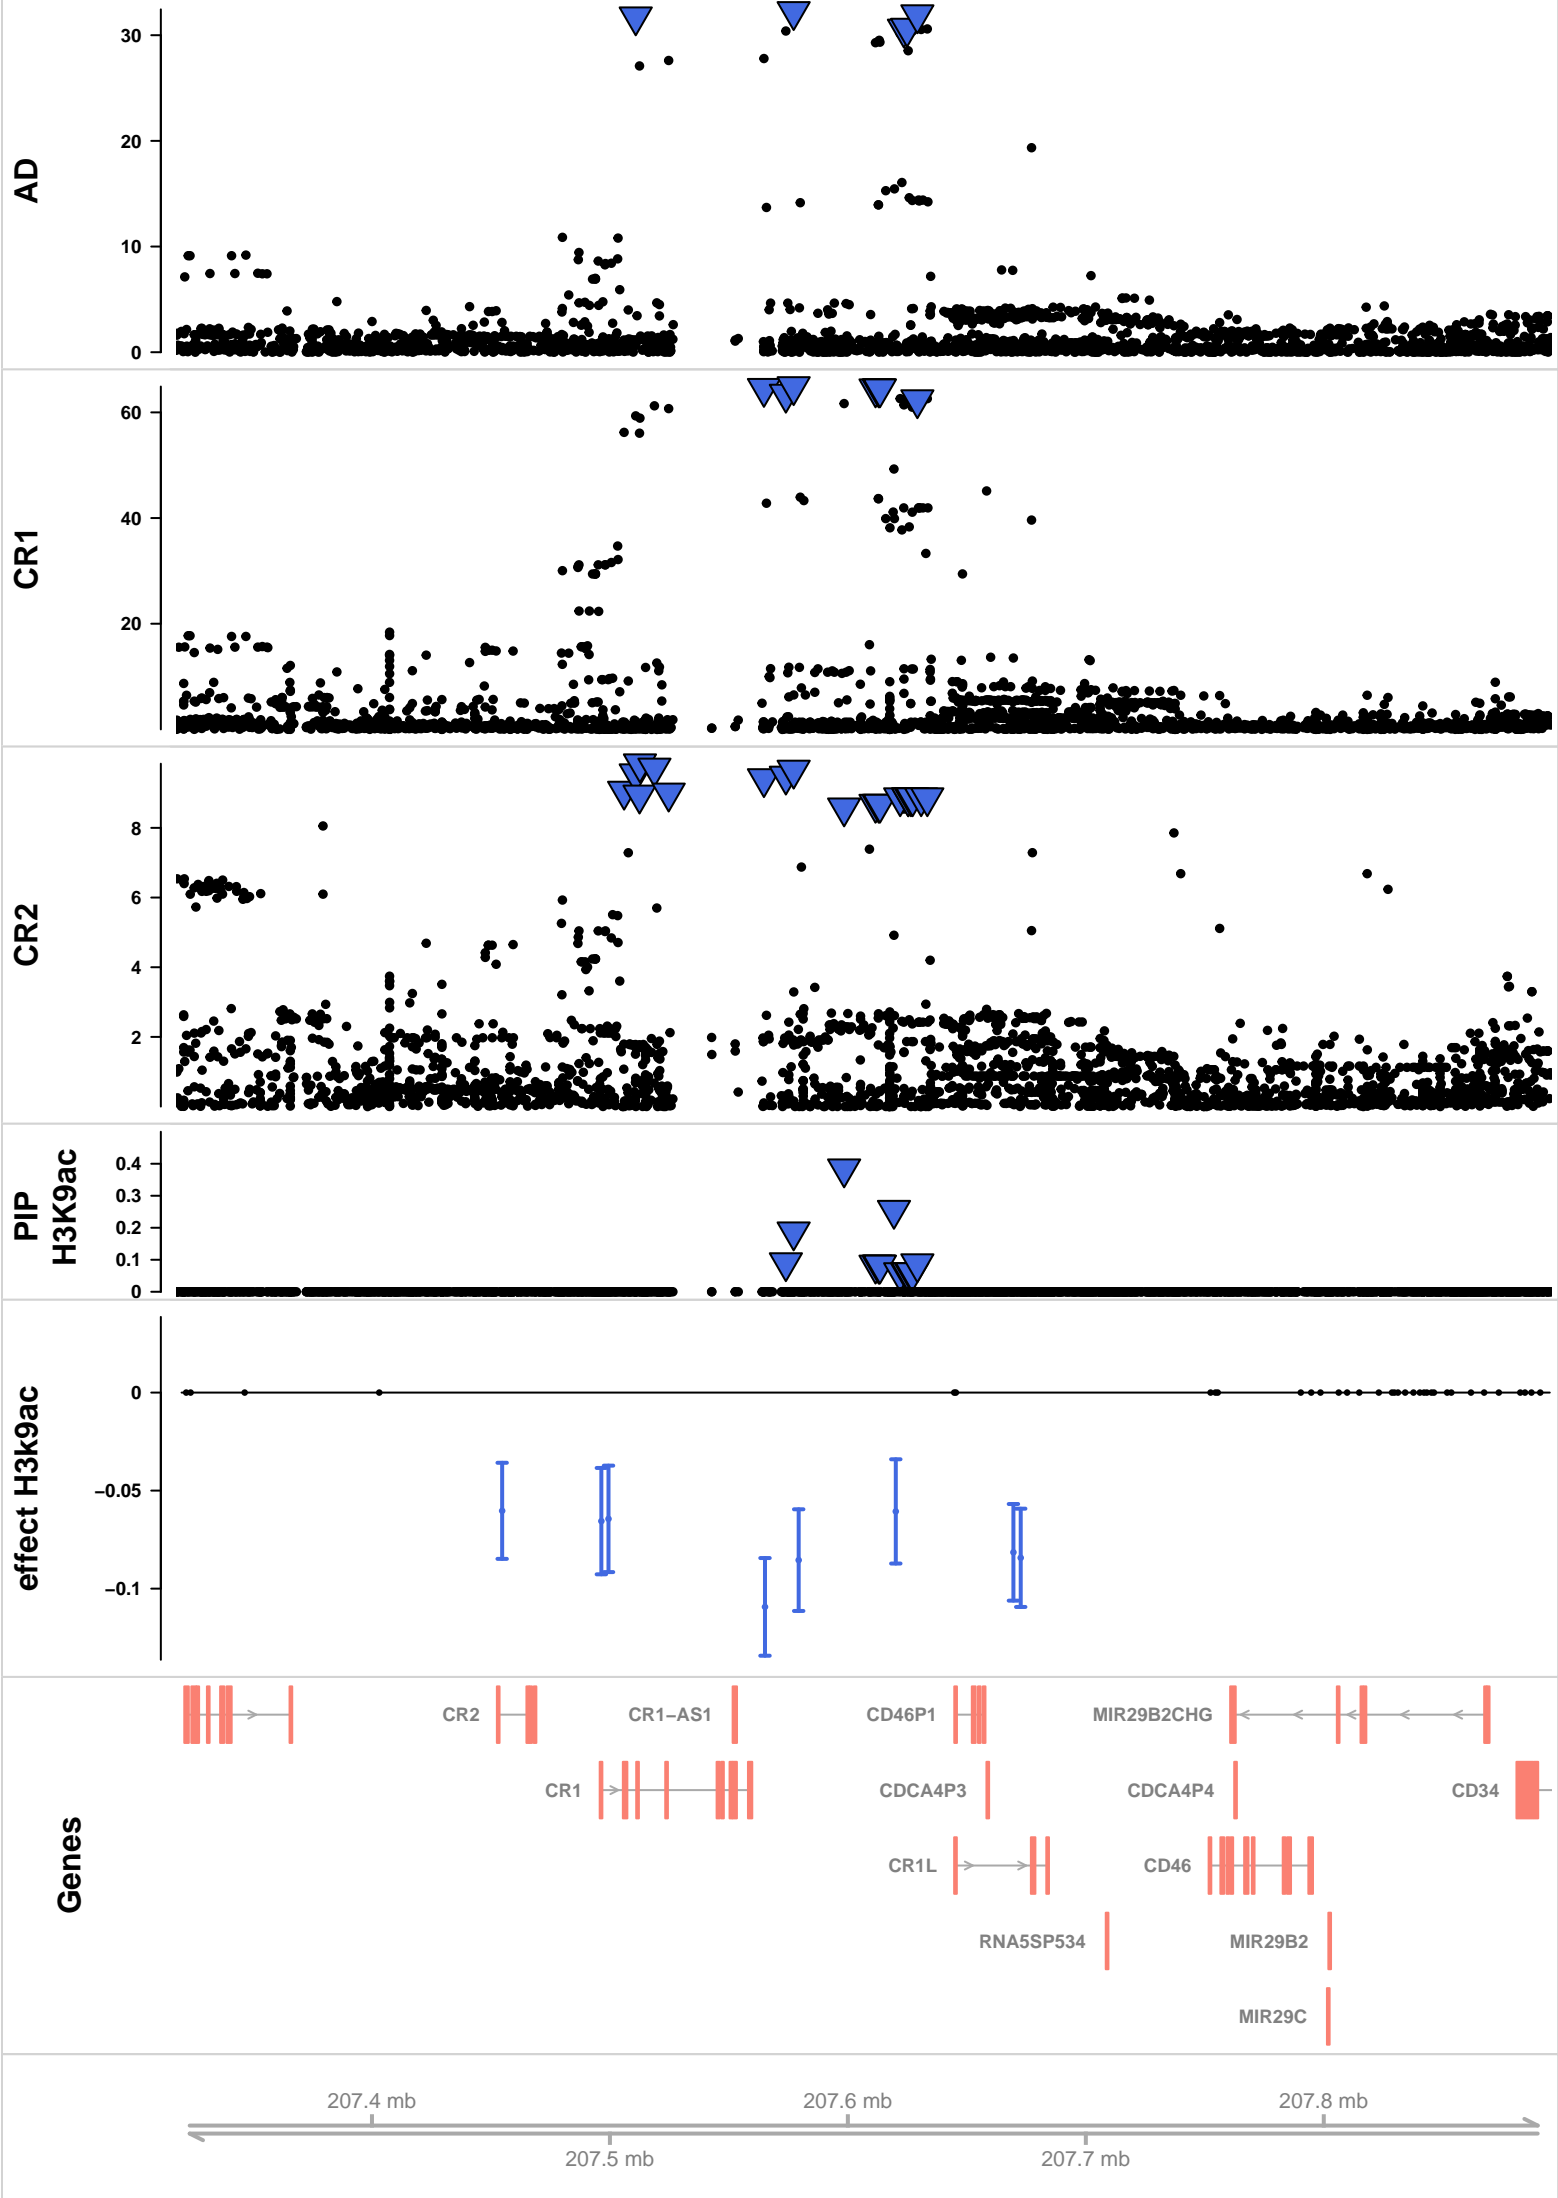 AD
30
20
10
0
CR1
60
40
20
CR2
8
6
4
2
PIP
H3K9ac
0.4
0.3
0.2
0.1
0
effect H3k9ac
0
−0.05
−0.1
Genes
CR2
CR1−AS1
CD46P1
MIR29B2CHG
CR1
CDCA4P3
CDCA4P4
CD34
CR1L
CD46
RNA5SP534
MIR29B2
MIR29C
207.4 mb
207.6 mb
207.8 mb
207.5 mb
207.7 mb